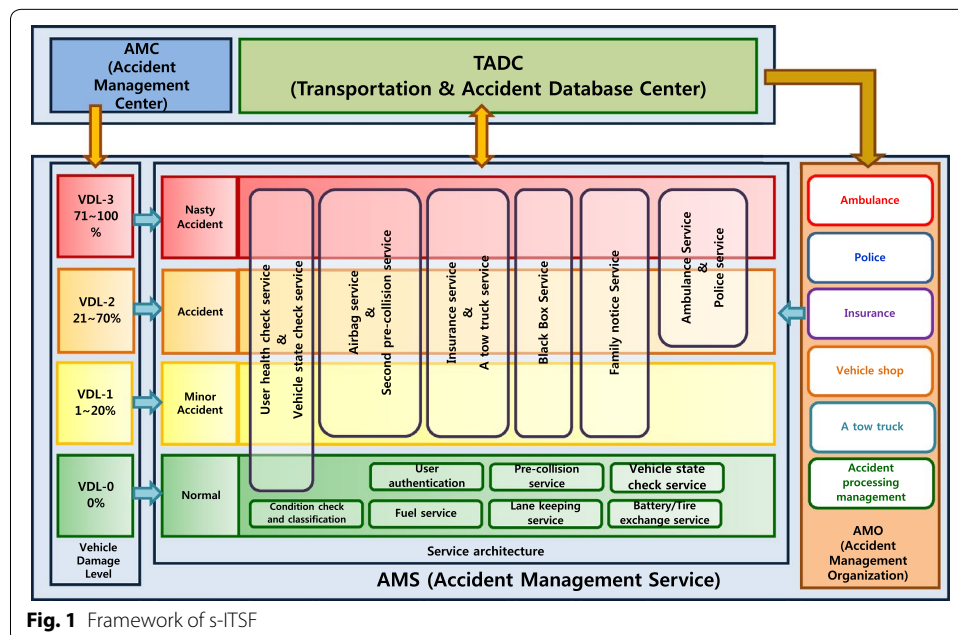 AMC
(Accident
Management
Center)
TADC
(Transportation & Accident Database Center)
VDL-3
71~100
%
VDL-2
21~70%
VDL-1
1~20%
VDL-0
0%
Vehicle
Damage
Level
Nasty
Accident
Accident
Minor
Accident
Normal
User health check service
&
Vehicle state check service
Airbag service
&
Second pre-collision service
Insurance service
&
A tow truck service
Black Box Service
Family notice Service
Ambulance Service
&
Police service
User
authentication
Pre-collision
service
Vehicle state
check service
Condition check
and classification
Fuel service
Lane keeping
service
Battery/Tire
exchange service
Service architecture
AMS (Accident Management Service)
Ambulance
Police
Insurance
Vehicle shop
A tow truck
Accident
processing
management
AMO
(Accident
Management
Organization)
Fig. 1 Framework of s-ITSF